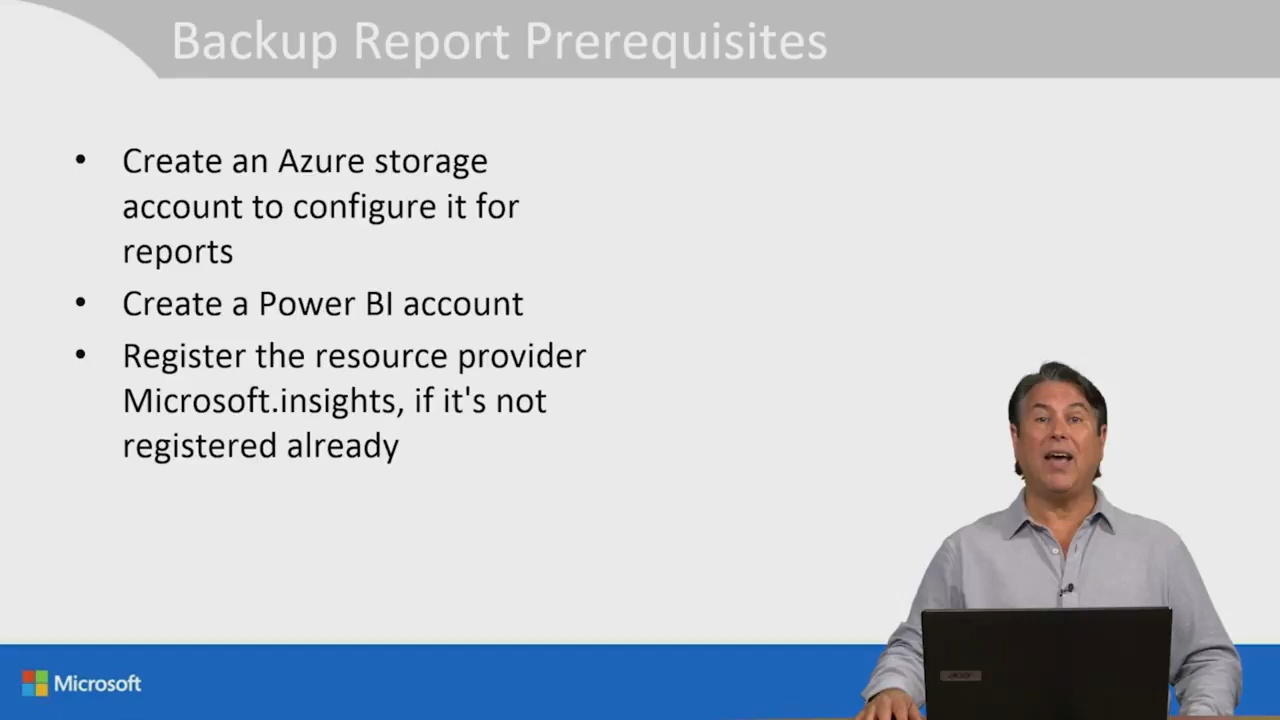 Backup Report Prerequisites
• Create an Azure storage
account to configure it for
reports
• Create a Power BI account
• Register the resource provider
Microsoft.insights, if it's not
registered already
Microsoft
acer